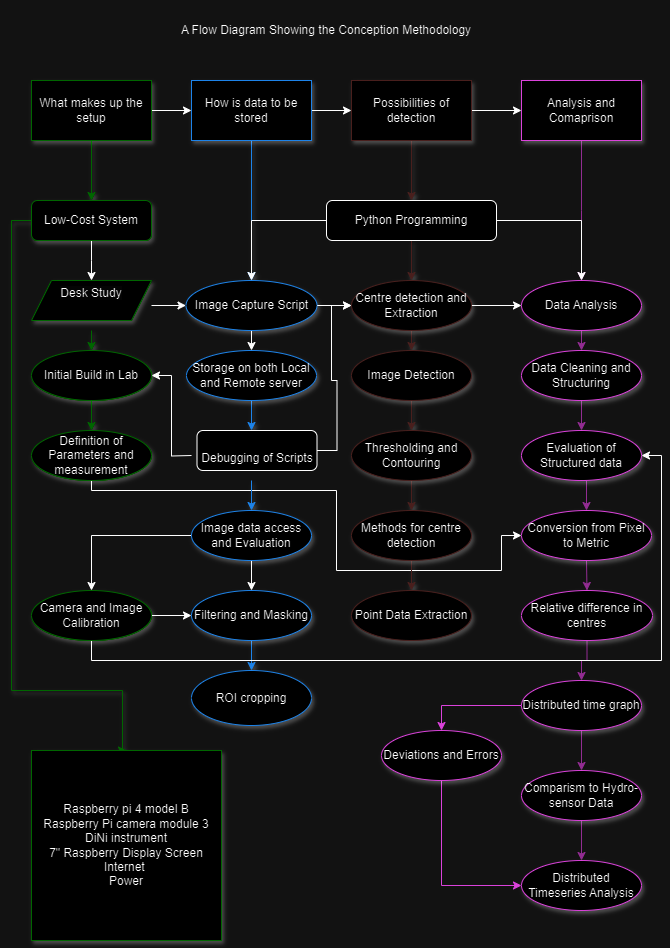 A Flow Diagram Showing the Conception Methodology
What makes up the
setup
How is data to be
stored
Possibilities of
detection
Analysis and
Comaprison
Low-Cost System
Python Programming
Desk Study
Image Capture Script
Centre detection and
Extraction
Data Analysis
Initial Build in Lab
Storage on both Local
and Remote server
Image Detection
Data Cleaning and
Structuring
Definition of
Parameters and
measurement
Debugging of Scripts
Thresholding and
Contouring
Evaluation of
Structured data
Image data access
and Evaluation
Methods for centre
detection
Conversion from Pixel
to Metric
Camera and Image
Calibration
Filtering and Masking
Point Data Extraction
Relative difference in
centres
ROI cropping
Distributed time graph
Deviations and Errors
Comparism to Hydro-
sensor Data
Raspberry pi 4 model B
Raspberry Pi camera module 3
DiNi instrument
7" Raspberry Display Screen
Internet
Power
Distributed
Timeseries Analysis